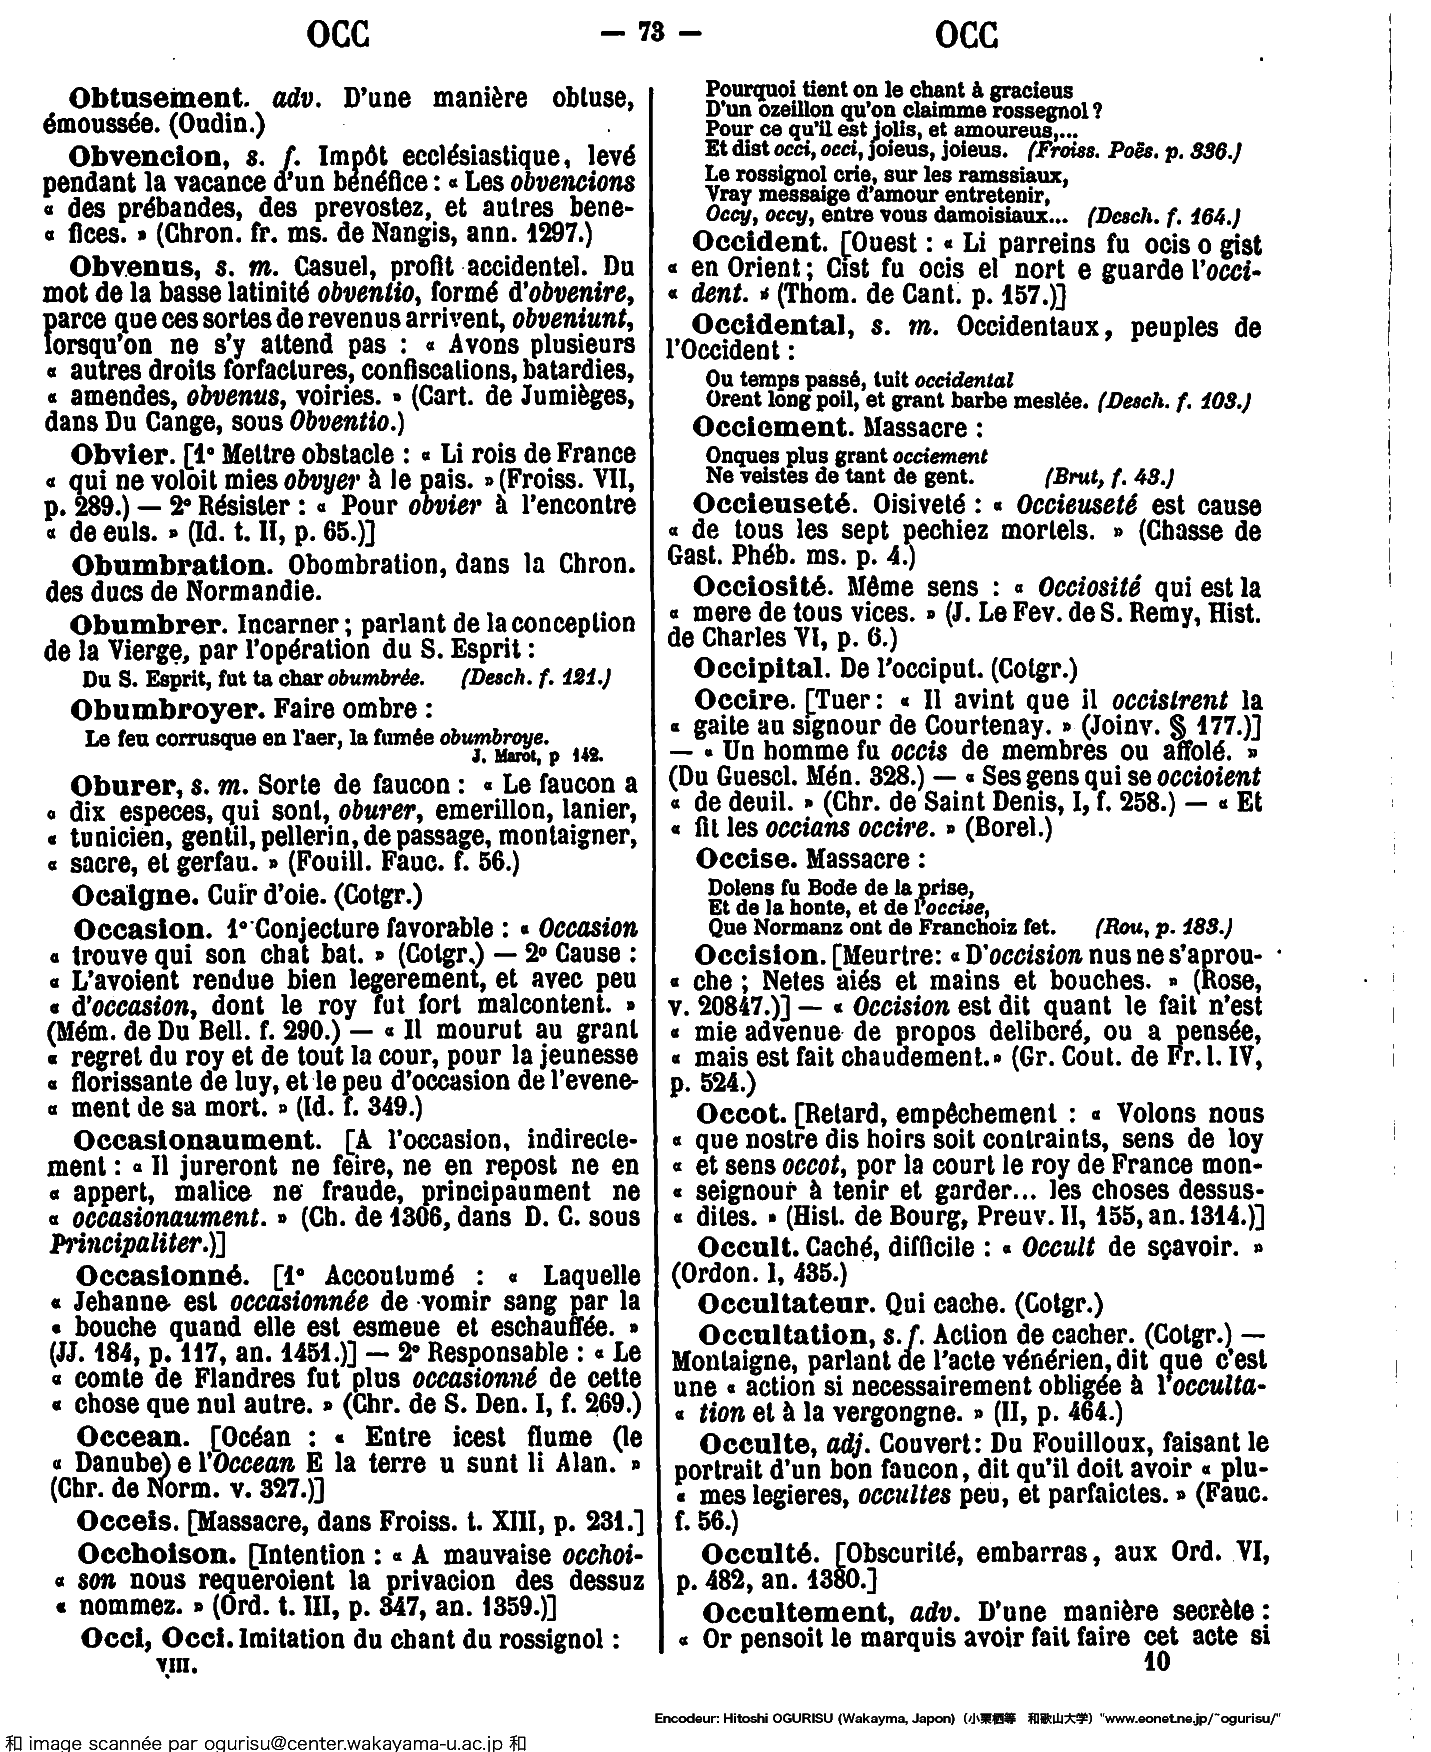 OCC — 73 — OCC
Obtusement. adv. D'une manière obtuse,
émoussée. (Oudin.)
Obvencion, s. f. Impôt ecclésiastique, levé
pendant la vacance d'un bénéfice : « Les obvencions
« des prébandes, des prevostez, et autres bene-
« fices. » (Chron. fr. ms. de Nangis, ann. 1297.)
Obvenus, s. m. Casuel, profit accidentel. Du
mot de la basse latinité obventio, formé d'obvenire,
parce que ces sortes de revenus arrivent, obveniunt,
lorsqu'on ne s'y attend pas : « Avons plusieurs
« autres droits forfactures, confiscations, batardies,
« amendes, obvenus, voiries. » (Cart. de Jumièges,
dans Du Cange, sous Obventio.)
Obvier. [1° Mettre obstacle : « Li rois de France
« qui ne voloit mies obvyer à le pais. » (Froiss. VII,
p. 289.) — 2° Résister : « Pour obvier à l'encontre
« de euls. » (Id. t. II, p. 65.)]
Obumbration. Obombration, dans la Chron.
des ducs de Normandie.
Obumbrer. Incarner ; parlant de la conception
de la Vierge, par l'opération du S. Esprit :
Du S. Esprit, fut ta char obumbrée. (Desch. f. 121.)
Obumbroyer. Faire ombre :
Le feu corrusque en l'aer, la fumée obumbroye.
J. Marot, p 142.
Oburer, s. m. Sorte de faucon : « Le faucon a
« dix especes, qui sont, oburer, emerillon, lanier,
« tunicien, gentil, pellerin, de passage, montaigner,
« sacre, et gerfau. » (Fouill. Fauc. f. 56.)
Ocaigne. Cuir d'oie. (Cotgr.)
Occasion. 1° Conjecture favorable : « Occasion
« trouve qui son chat bat. » (Cotgr.) — 2° Cause :
« L'avoient rendue bien legerement, et avec peu
« d'occasion, dont le roy fut fort malcontent. »
(Mém. de Du Bell. f. 290.) — « Il mourut au grant
« regret du roy et de tout la cour, pour la jeunesse
« florissante de luy, et le peu d'occasion de l'evene-
« ment de sa mort. » (Id. f. 349.)
Occasionaument. [A l'occasion, indirecte-
ment : « Il jureront ne feire, ne en repost ne en
« appert, malice ne fraude, principaument ne
« occasionaument. » (Ch. de 1306, dans D. C. sous
Principaliter.)]
Occasionné. [1° Accoutumé : « Laquelle
« Jehanne est occasionnée de vomir sang par la
« bouche quand elle est esmeue et eschauffée. »
(JJ. 184, p. 117, an. 1451.)] — 2° Responsable : « Le
« comte de Flandres fut plus occasionné de cette
« chose que nul autre. » (Chr. de S. Den. I, f. 269.)
Occean. [Océan : « Entre icest flume (le
« Danube) e l'Occean E la terre u sunt li Alan. »
(Chr. de Norm. v. 327.)]
Occeis. [Massacre, dans Froiss. t. XIII, p. 231.]
Occhoison. [Intention : « A mauvaise occhoi-
« son nous requeroient la privacion des dessuz
« nommez. » (Ord. t. III, p. 347, an. 1359.)]
Occi, Occi. Imitation du chant du rossignol :
VIII.
Pourquoi tient on le chant à gracieus
D'un ozeillon qu'on claimme rossegnol ?
Pour ce qu'il est jolis, et amoureus,...
Et dist occi, occi, joieus, joieus. (Froiss. Poës. p. 336.)
Le rossignol crie, sur les ramssiaux,
Vray messaige d'amour entretenir,
Occy, occy, entre vous damoisiaux... (Desch. f. 164.)
Occident. [Ouest : « Li parreins fu ocis o gist
« en Orient ; Cist fu ocis el nort e guarde l'occi-
« dent. » (Thom. de Cant. p. 157.)]
Occidental, s. m. Occidentaux, peuples de
l'Occident :
Ou temps passé, tuit occidental
Orent long poil, et grant barbe meslée. (Desch. f. 103.)
Occiement. Massacre :
Onques plus grant occiement
Ne veistes de tant de gent. (Brut, f. 43.)
Occieuseté. Oisiveté : « Occieuseté est cause
« de tous les sept pechiez mortels. » (Chasse de
Gast. Phéb. ms. p. 4.)
Occiosité. Même sens : « Occiosité qui est la
« mere de tous vices. » (J. Le Fev. de S. Remy, Hist.
de Charles VI, p. 6.)
Occipital. De l'occiput. (Cotgr.)
Occire. [Tuer : « Il avint que il occistrent la
« gaite au signour de Courtenay. » (Joinv. § 177.)]
— « Un homme fu occis de membres ou affolé. »
(Du Guescl. Mén. 328.) — « Ses gens qui se occioient
« de deuil. » (Chr. de Saint Denis, I, f. 258.) — « Et
« fit les occians occire. » (Borel.)
Occise. Massacre :
Dolens fu Bode de la prise,
Et de la honte, et de l'occise,
Que Normanz ont de Franchoiz fet. (Rou, p. 183.)
Occision. [Meurtre: « D'occision nus ne s'aprou-
« che ; Netes aiés et mains et bouches. » (Rose,
v. 20847.)] — « Occision est dit quant le fait n'est
« mie advenue de propos deliberé, ou a pensée,
« mais est fait chaudement. » (Gr. Cout. de Fr. l. IV,
p. 524.)
Occot. [Retard, empêchement : « Volons nous
« que nostre dis hoirs soit contraints, sens de loy
« et sens occot, por la court le roy de France mon-
« seignour à tenir et garder... les choses dessus-
« dites. » (Hist. de Bourg, Preuv. II, 155, an. 1314.)]
Occult. Caché, difficile : « Occult de sçavoir. »
(Ordon. I, 435.)
Occultateur. Qui cache. (Cotgr.)
Occultation, s. f. Action de cacher. (Cotgr.) —
Montaigne, parlant de l'acte vénérien, dit que c'est
une « action si necessairement obligée à l'occulta-
« tion et à la vergongne. » (II, p. 464.)
Occulte, adj. Couvert : Du Fouilloux, faisant le
portrait d'un bon faucon, dit qu'il doit avoir « plu-
« mes legieres, occultes peu, et parfaictes. » (Fauc.
f. 56.)
Occulté. [Obscurité, embarras, aux Ord. VI,
p. 482, an. 1380.]
Occultement, adv. D'une manière secrète :
« Or pensoit le marquis avoir fait faire cet acte si
10
Encodeur: Hitoshi OGURISU (Wakayma, Japon) (小栗栖等 和歌山大学) "www.eonet.ne.jp/~ogurisu/"
和 image scannée par ogurisu@center.wakayama-u.ac.jp 和